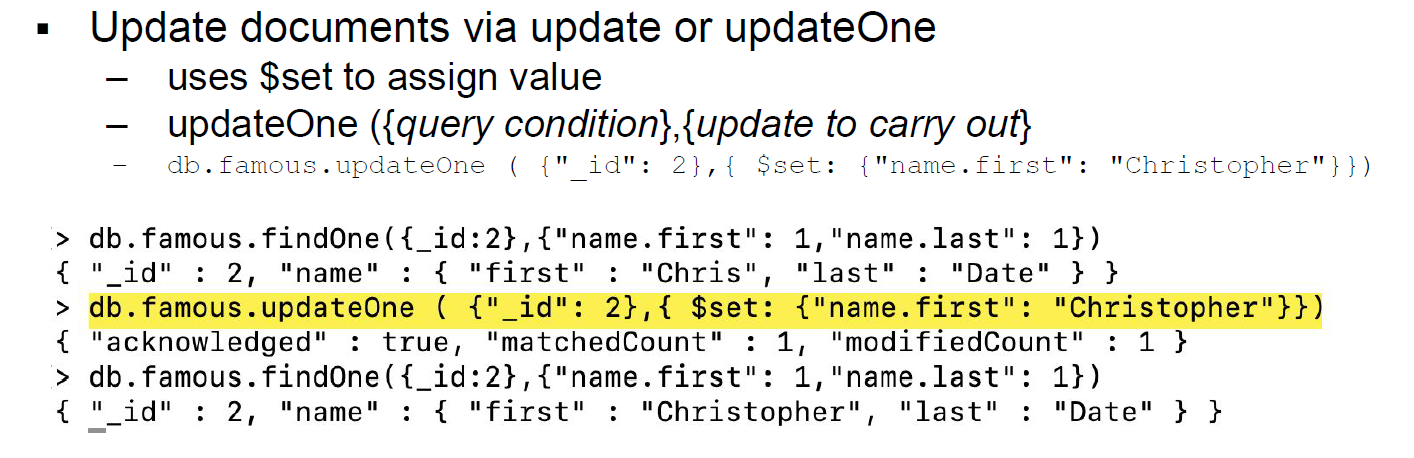 ▪ Update documents via update or updateOne
– uses $set to assign value
– updateOne ({query condition},{update to carry out}
– db.famous.updateOne ( {"_id": 2},{ $set: {"name.first": "Christopher"}})
> db.famous.findOne({_id:2},{"name.first": 1,"name.last": 1})
{ "_id" : 2, "name" : { "first" : "Chris", "last" : "Date" } }
> db.famous.updateOne ( {"_id": 2},{ $set: {"name.first": "Christopher"}})
{ "acknowledged" : true, "matchedCount" : 1, "modifiedCount" : 1 }
> db.famous.findOne({_id:2},{"name.first": 1,"name.last": 1})
{ "_id" : 2, "name" : { "first" : "Christopher", "last" : "Date" } }